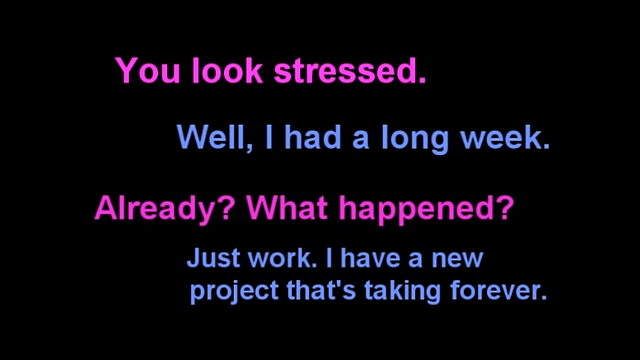 You look stressed.
Well, I had a long week.
Already? What happened?
Just work. I have a new
project that's taking forever.